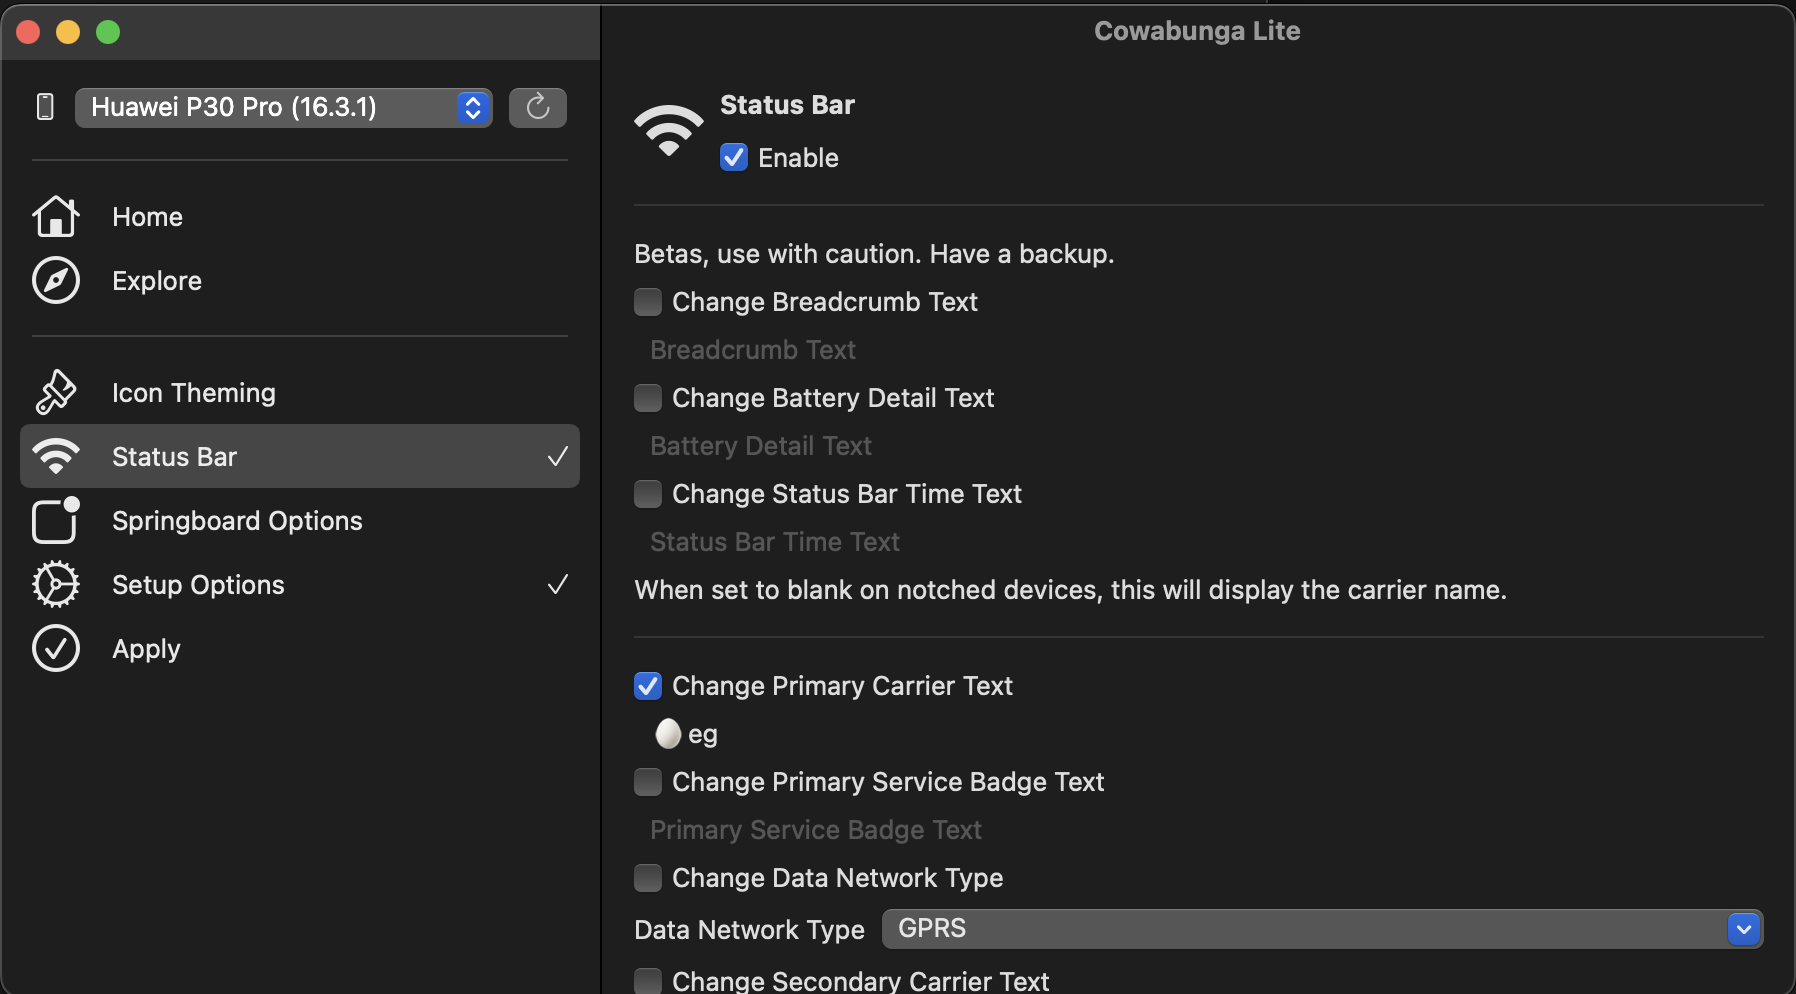 Cowabunga Lite
Huawei P30 Pro (16.3.1)
Home
Explore
Icon Theming
Status Bar
Springboard Options
Setup Options
Apply
Status Bar
Enable
Betas, use with caution. Have a backup.
Change Breadcrumb Text
Breadcrumb Text
Change Battery Detail Text
Battery Detail Text
Change Status Bar Time Text
Status Bar Time Text
When set to blank on notched devices, this will display the carrier name.
Change Primary Carrier Text
🥚 eg
Change Primary Service Badge Text
Primary Service Badge Text
Change Data Network Type
Data Network Type GPRS
Change Secondary Carrier Text